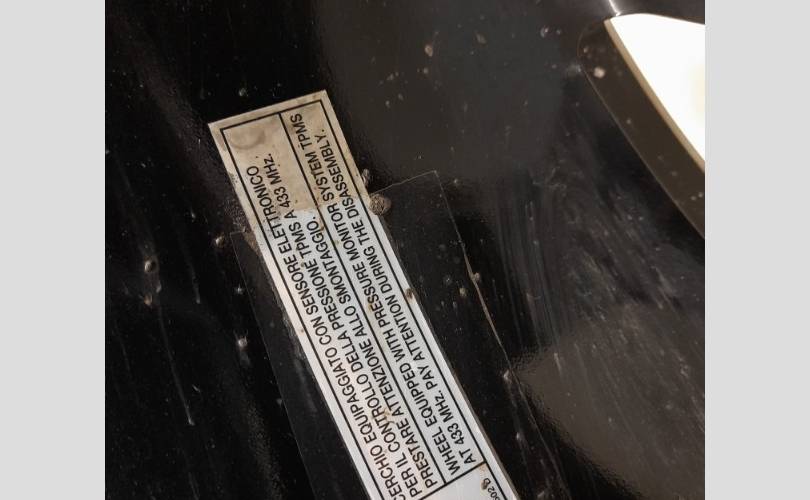 CERCHIO EQUIPAGGIATO CON SENSORE ELETTRONICO
PER IL CONTROLLO DELLA PRESSIONE TPMS A 433 MHz.
PRESTARE ATTENZIONE ALLO SMONTAGGIO.
WHEEL EQUIPPED WITH PRESSURE MONITOR SYSTEM TPMS
AT 433 MHz. PAY ATTENTION DURING THE DISASSEMBLY.